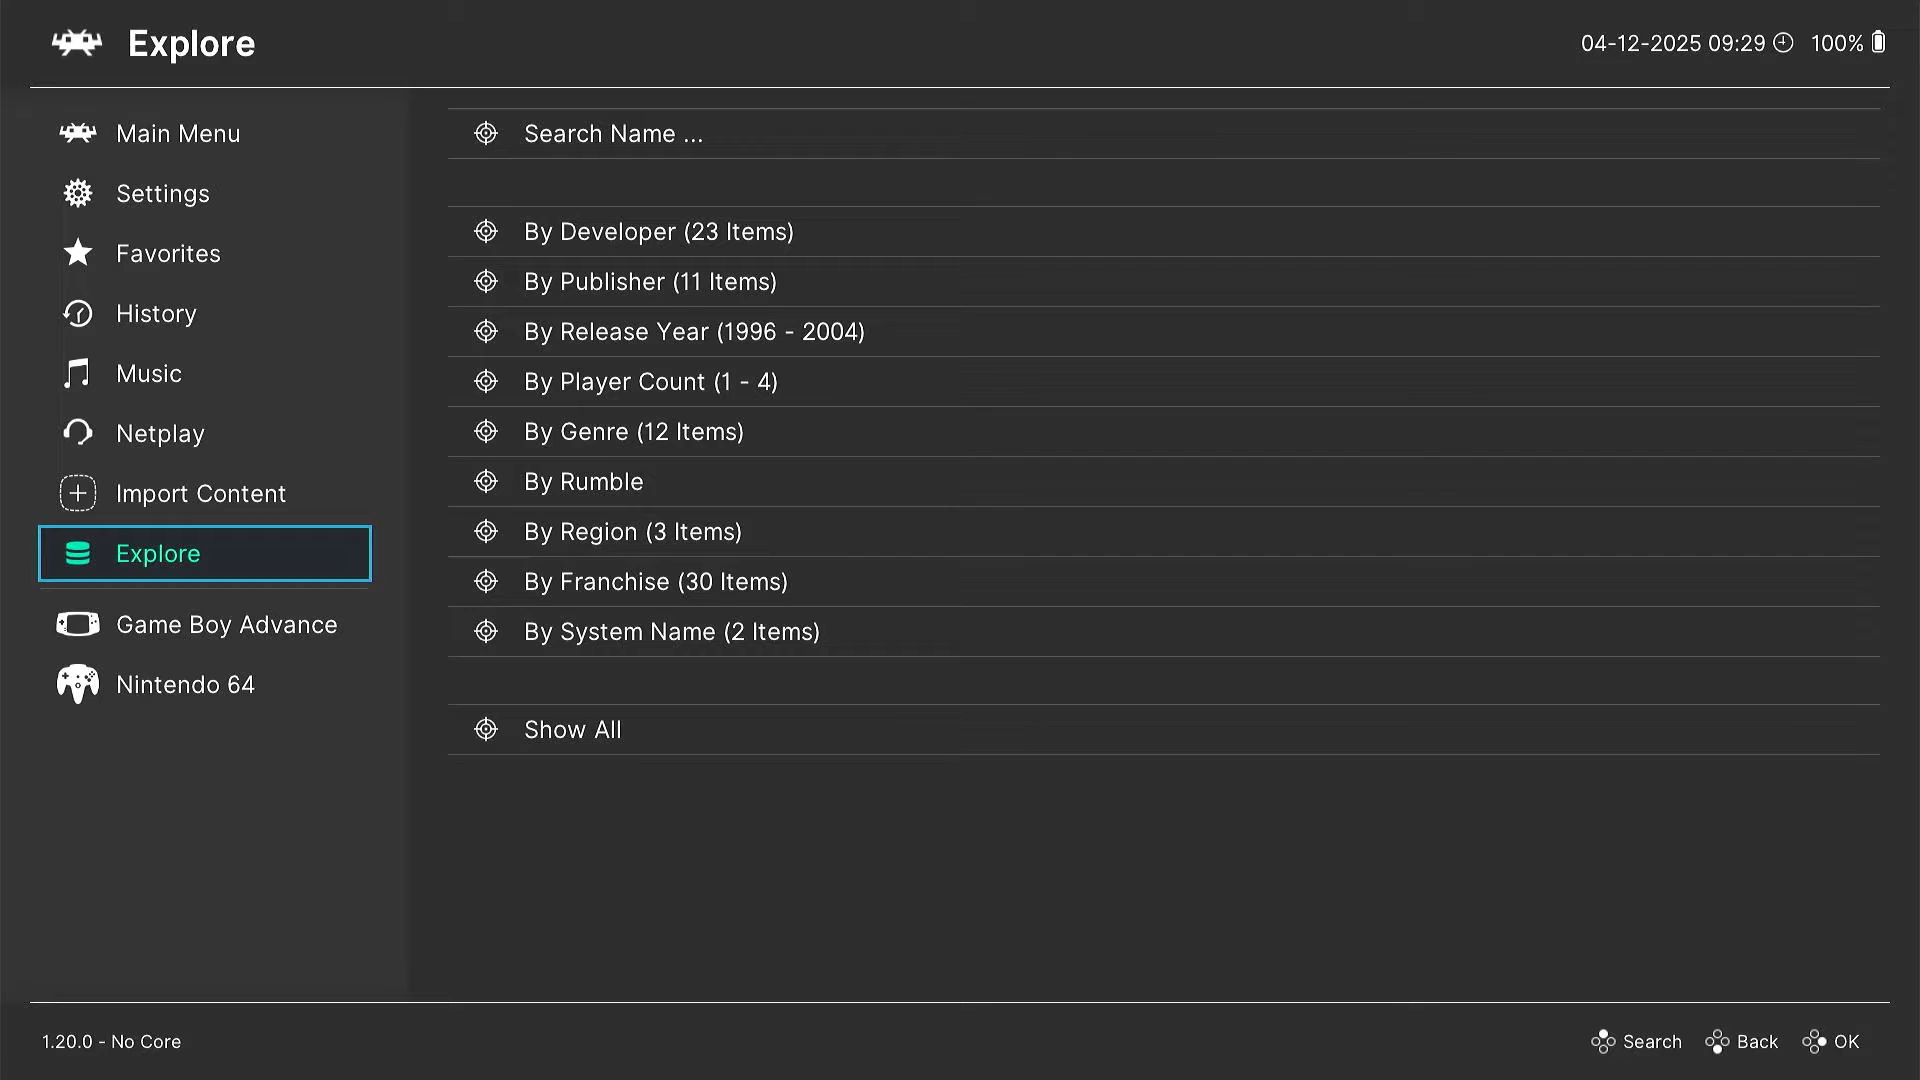 Explore
04-12-2025 09:29 100%
Main Menu
Settings
Favorites
History
Music
Netplay
Import Content
Explore
Game Boy Advance
Nintendo 64
Search Name ...
By Developer (23 Items)
By Publisher (11 Items)
By Release Year (1996 - 2004)
By Player Count (1 - 4)
By Genre (12 Items)
By Rumble
By Region (3 Items)
By Franchise (30 Items)
By System Name (2 Items)
Show All
1.20.0 - No Core
Search Back OK